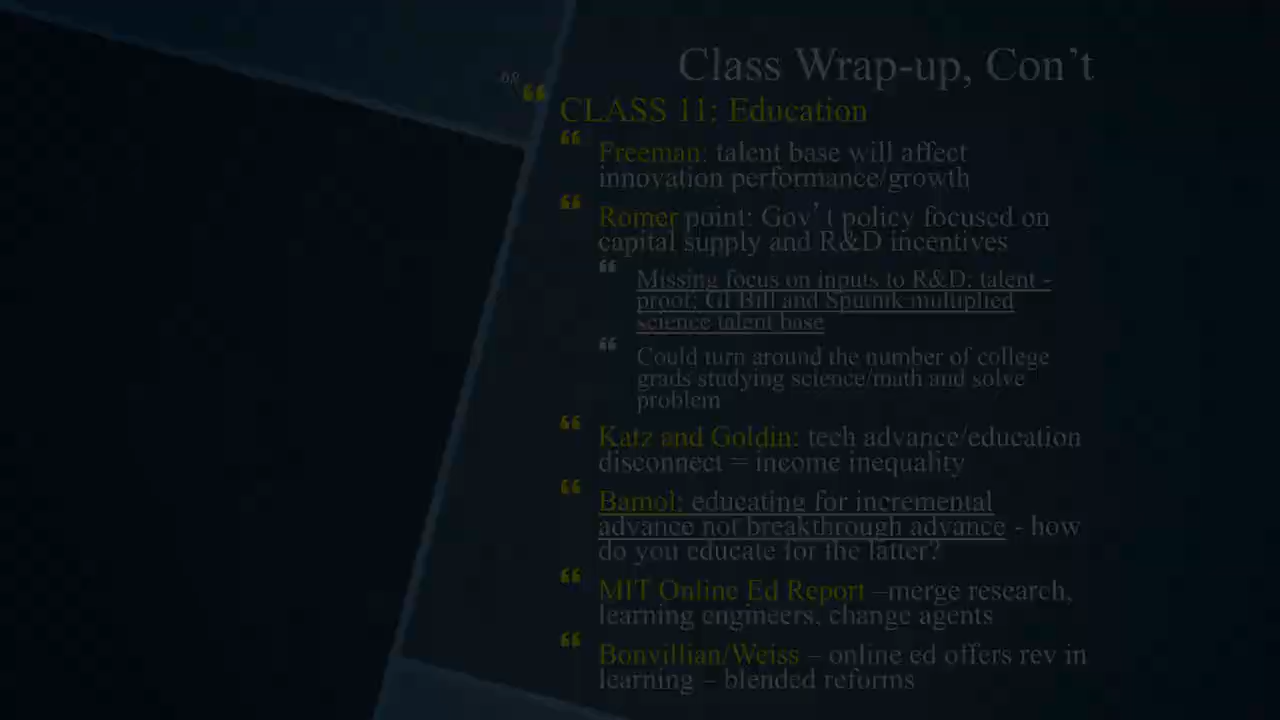 Class Wrap-up, Con't
68
“ CLASS 11: Education
“ Freeman: talent base will affect
innovation performance/growth
“ Romer point: Gov't policy focused on
capital supply and R&D incentives
“ Missing focus on inputs to R&D: talent -
proof: GI Bill and Sputnik multiplied
science talent base
“ Could turn around the number of college
grads studying science/math and solve
problem
“ Katz and Goldin: tech advance/education
disconnect = income inequality
“ Bamol: educating for incremental
advance not breakthrough advance - how
do you educate for the latter?
“ MIT Online Ed Report –merge research,
learning engineers, change agents
“ Bonvillian/Weiss – online ed offers rev in
learning – blended reforms